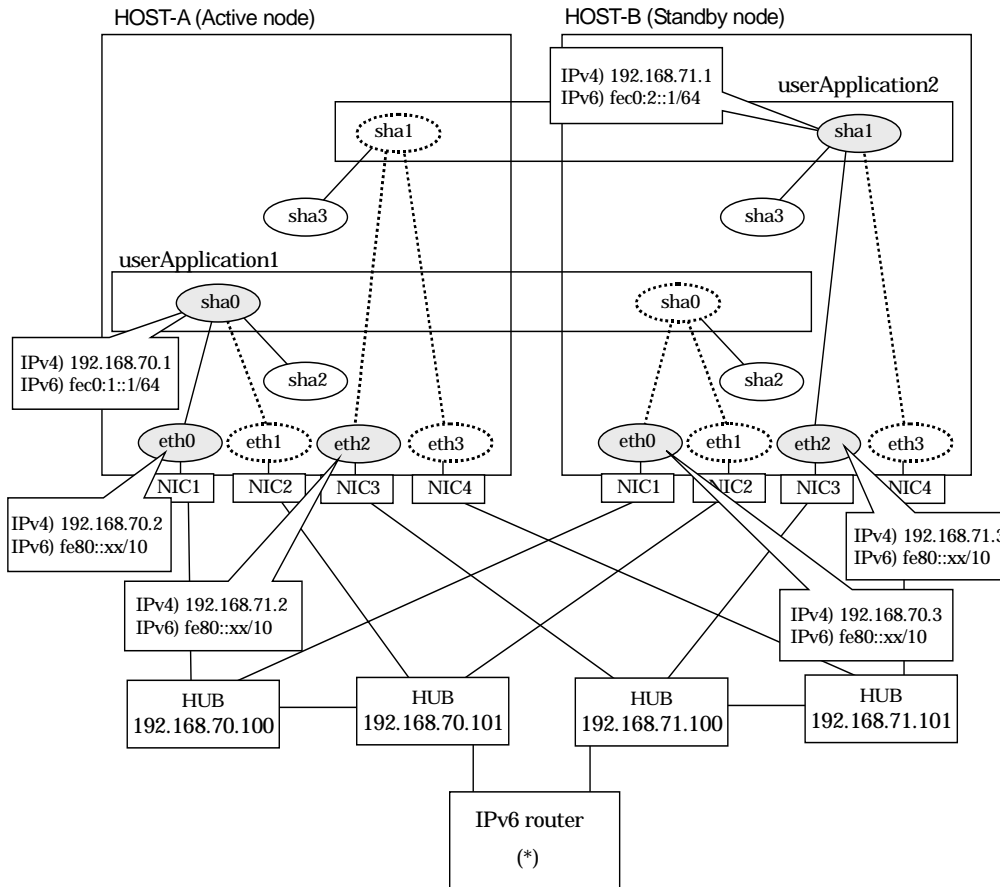 HOST-A (Active node)
HOST-B (Standby node)
IPv4) 192.168.71.1
IPv6) fec0:2::1/64
userApplication2
sha1
sha1
sha3
sha3
userApplication1
sha0
sha0
IPv4) 192.168.70.1
IPv6) fec0:1::1/64
sha2
sha2
eth0
eth1
eth2
eth3
eth0
eth1
eth2
eth3
NIC1
NIC2
NIC3
NIC4
NIC1
NIC2
NIC3
NIC4
IPv4) 192.168.70.2
IPv6) fe80::xx/10
IPv4) 192.168.71.3
IPv6) fe80::xx/10
IPv4) 192.168.71.2
IPv6) fe80::xx/10
IPv4) 192.168.70.3
IPv6) fe80::xx/10
HUB
192.168.70.100
HUB
192.168.70.101
HUB
192.168.71.100
HUB
192.168.71.101
IPv6 router
(*)